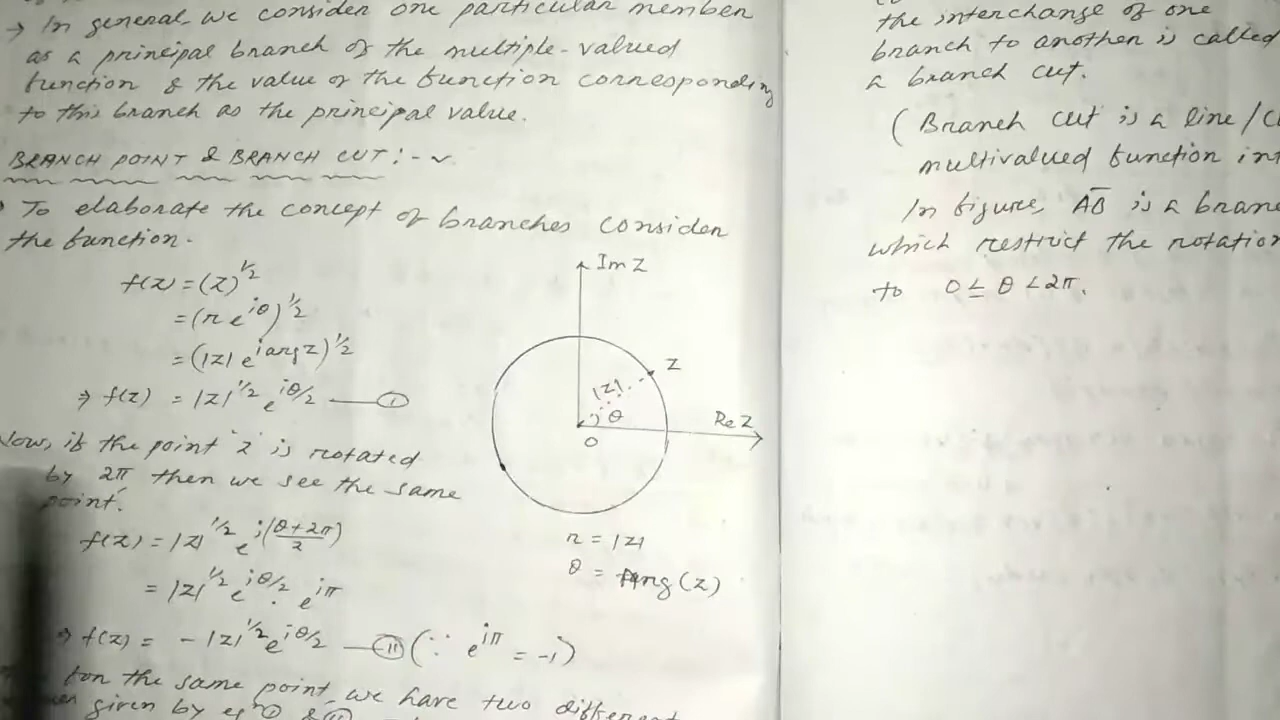 → In general, we consider one particular member
as a principal branch of the multiple-valued
function & the value of the function corresponding
to this branch as the principal value.
BRANCH POINT & BRANCH CUT:-
To elaborate the concept of branches consider
the function.
f(z) = (z)^1/2
= (r e^iθ)^1/2
= (|z| e^i arg z)^1/2
⇒ f(z) = |z|^1/2 e^iθ/2 — (I)
Now, if the point 'z' is rotated
by 2π then we see the same
point.
f(z) = |z|^1/2 e^i((θ+2π)/2)
= |z|^1/2 e^iθ/2 . e^iπ
⇒ f(z) = - |z|^1/2 e^iθ/2 — (II) (∵ e^iπ = -1)
for the same point, we have two different
given by eqn (I) & (II)
Im z
z
|z|
θ
O
Re z
r = |z|
θ = Arg(z)
the interchange of one
branch to another is called
a branch cut.
(Branch cut is a line/
multivalued function
In figure, AB is a
which restrict the
to 0 ≤ θ < 2π.